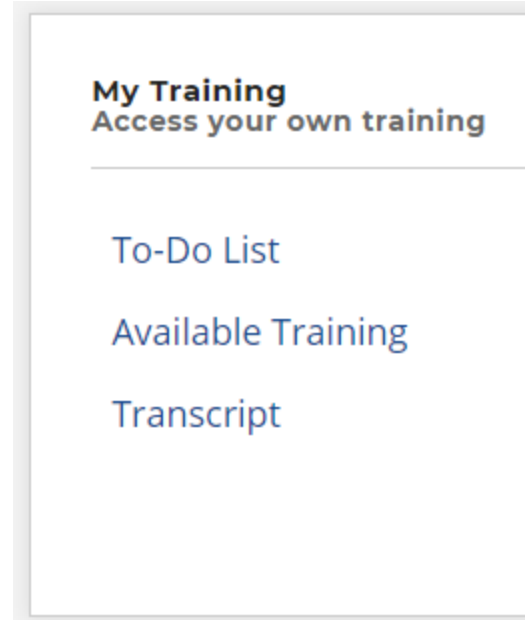 My Training
Access your own training
To-Do List
Available Training
Transcript